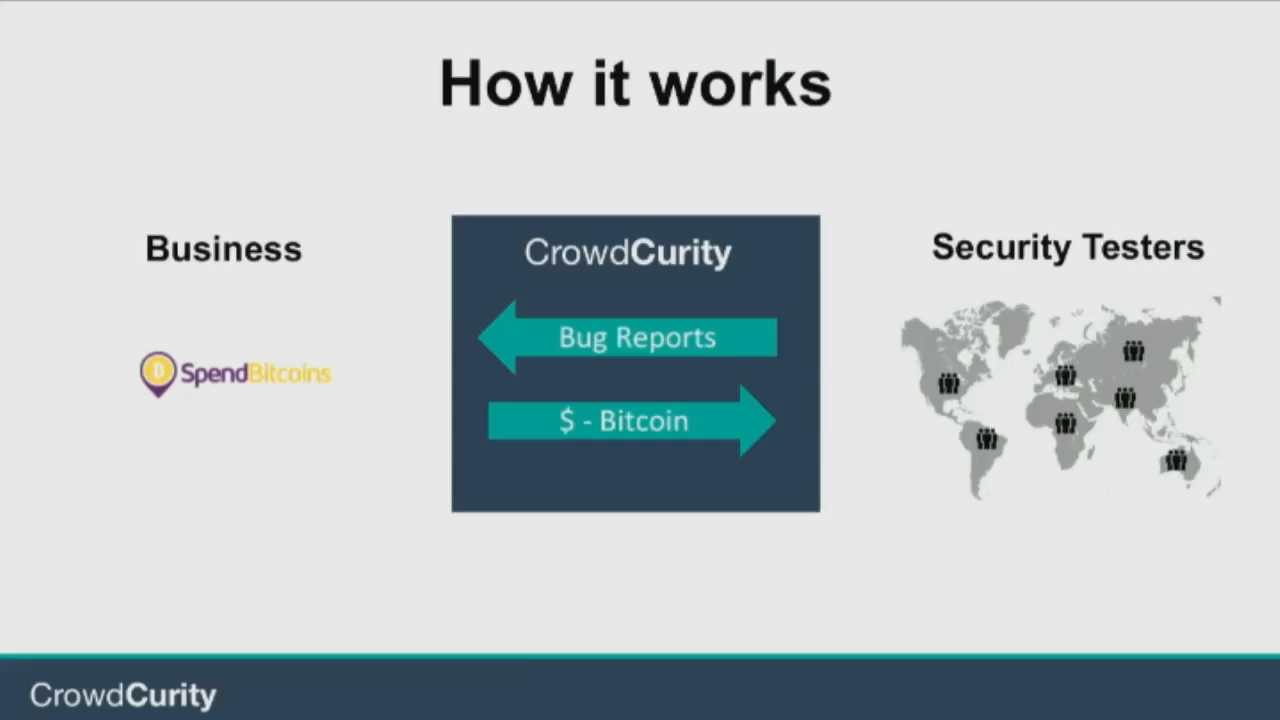 How it works
Business
SpendBitcoins
CrowdCurity
Bug Reports
$ - Bitcoin
Security Testers
CrowdCurity